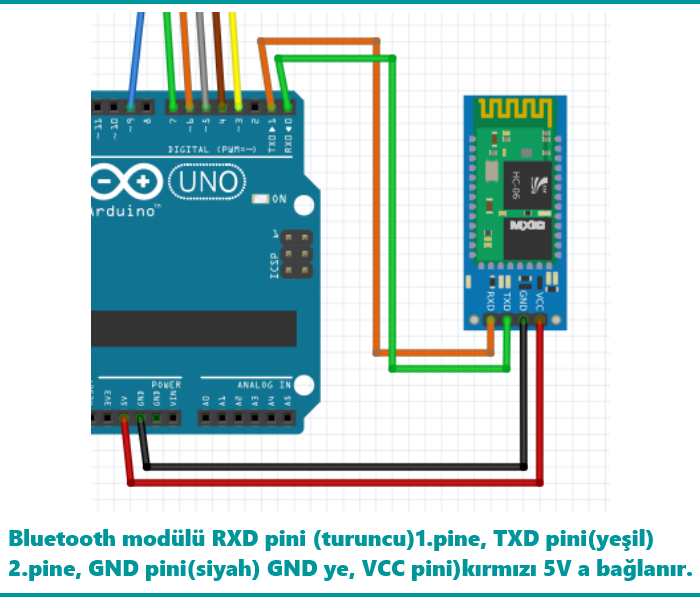 ~11
~10
~9
8
7
~6
~5
4
~3
2
TXD ▶ 1
RXD ◀ 0
DIGITAL (PWM=~)
UNO
Arduino™
ON
1
ICSP
HC-06
MXIC
RXD
TXD
GND
VCC
POWER
ANALOG IN
3V3
5V
GND
GND
VIN
A0
A1
A2
A3
A4
A5
Bluetooth modülü RXD pini (turuncu)1.pine, TXD pini(yeşil)
2.pine, GND pini(siyah) GND ye, VCC pini)kırmızı 5V a bağlanır.